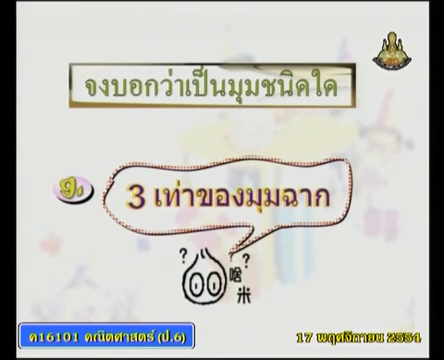 จงบอกว่าเป็นมุมชนิดใด
๑.
3 เท่าของมุมฉาก
? ?
?
啥
米
ค16101 คณิตศาสตร์ (ป.6)
17 พฤศจิกายน 2554